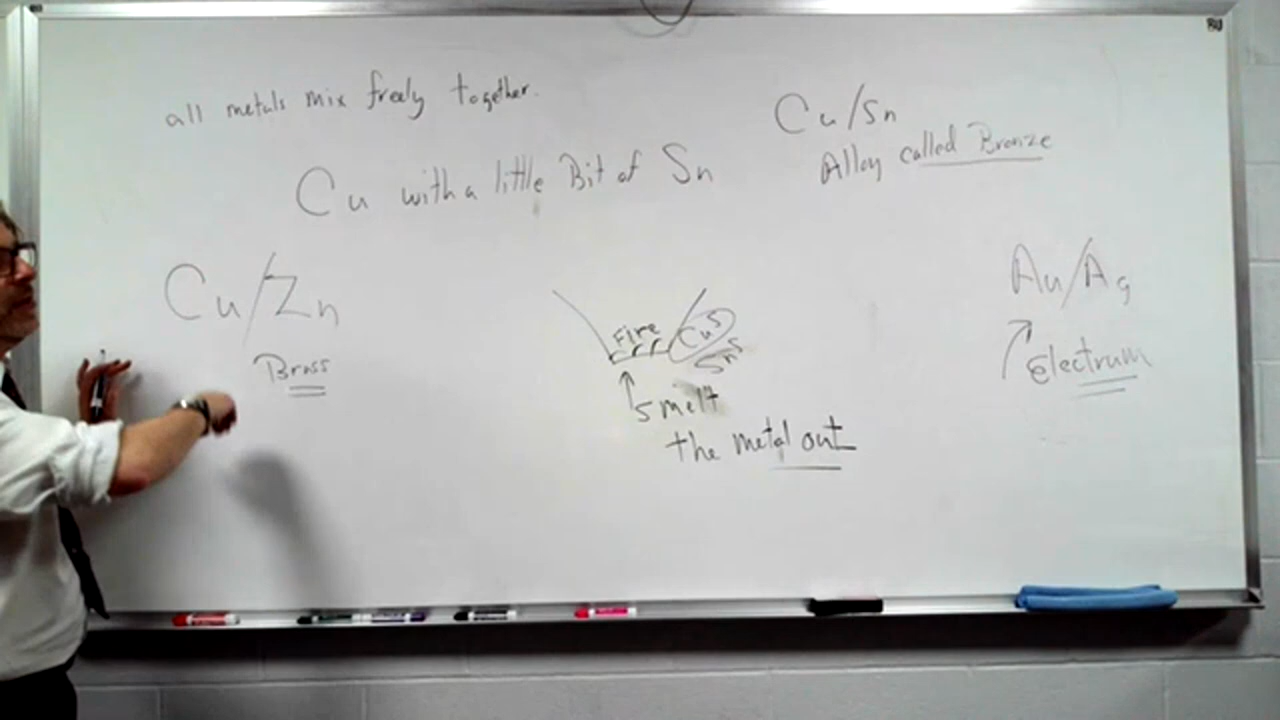 all metals mix freely together.
Cu/Sn
Alloy called Bronze
Cu with a little Bit of Sn
Cu/Zn
Brass
Au/Ag
Electrum
Fire
CuS
SnS
smelt
the metal out